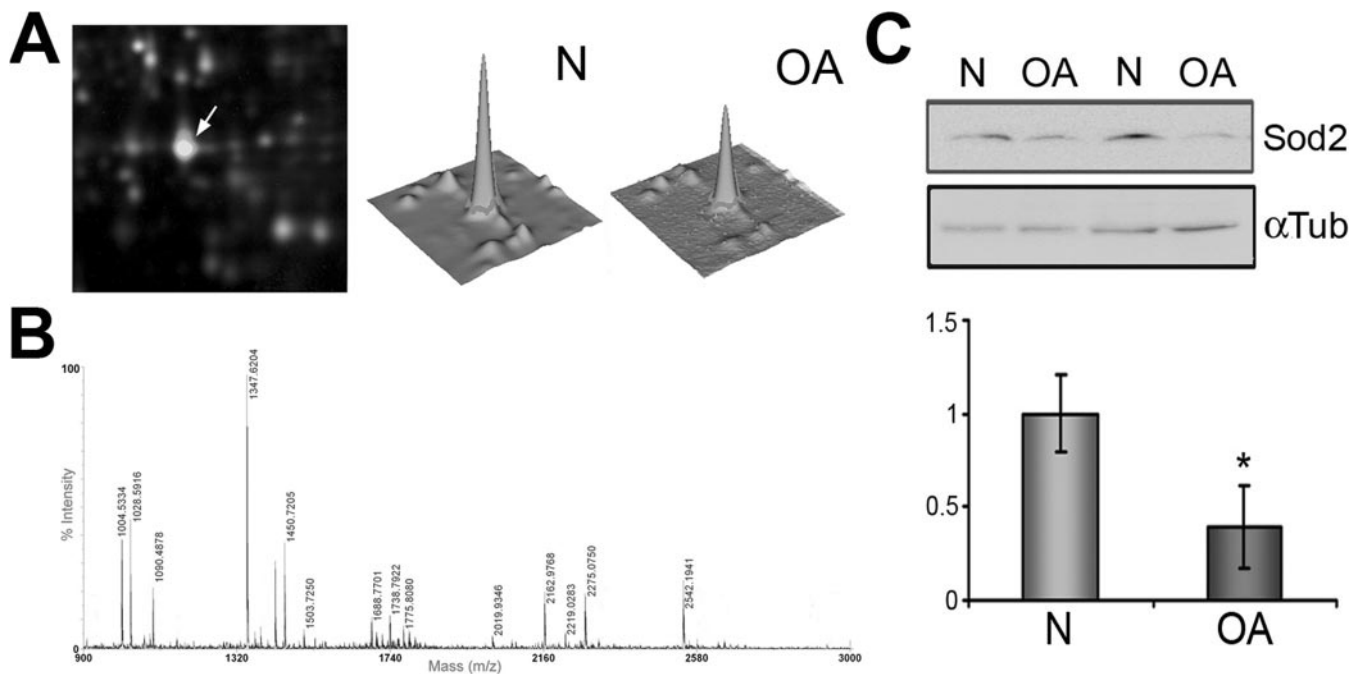 A
N
OA
B
100
% Intensity
0
1004.5334
1028.5916
1090.4878
1347.6204
1450.7205
1503.7250
1688.7701
1738.7922
1775.8080
2019.9346
2162.9768
2219.0283
2275.0750
2542.1941
900
1320
1740
2160
2580
3000
Mass (m/z)
C
N OA N OA
Sod2
αTub
1.5
1
0.5
0
*
N OA